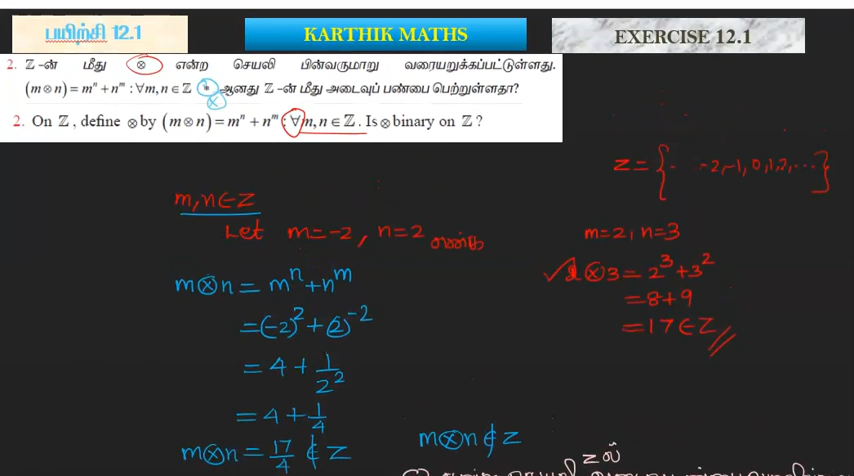 பயிற்சி 12.1
KARTHIK MATHS
EXERCISE 12.1
2. ℤ-ன் மீது ⊗ என்ற செயலி பின்வருமாறு வரையறுக்கப்பட்டுள்ளது.
(m⊗n) = mⁿ + nᵐ : ∀m, n ∈ ℤ ஆனது ℤ-ன் மீது அடைவுப் பண்பை பெற்றுள்ளதா?
⊗
2. On ℤ, define ⊗ by (m⊗n) = mⁿ + nᵐ : ∀m, n ∈ ℤ. Is ⊗ binary on ℤ?
Z = {.. -2, -1, 0, 1, 2, ...}
m, n ∈ Z
Let m = -2, n = 2 என்க
m⊗n = mⁿ + nᵐ
= (-2)² + (2)⁻²
= 4 + 1/2²
= 4 + 1/4
m⊗n = 17/4 ∉ Z
m = 2, n = 3
2⊗3 = 2³ + 3²
= 8 + 9
= 17 ∈ Z //
m⊗n ∉ Z
Z ல்